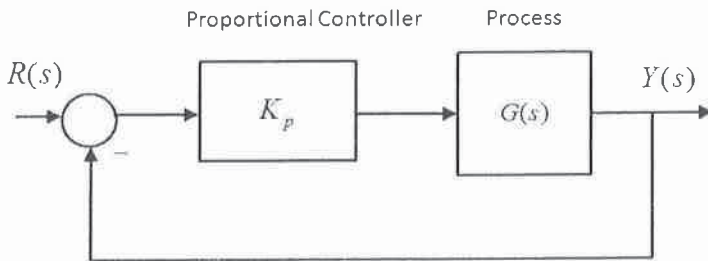 Proportional Controller
Process
R(s)
Y(s)
K_p
G(s)
−